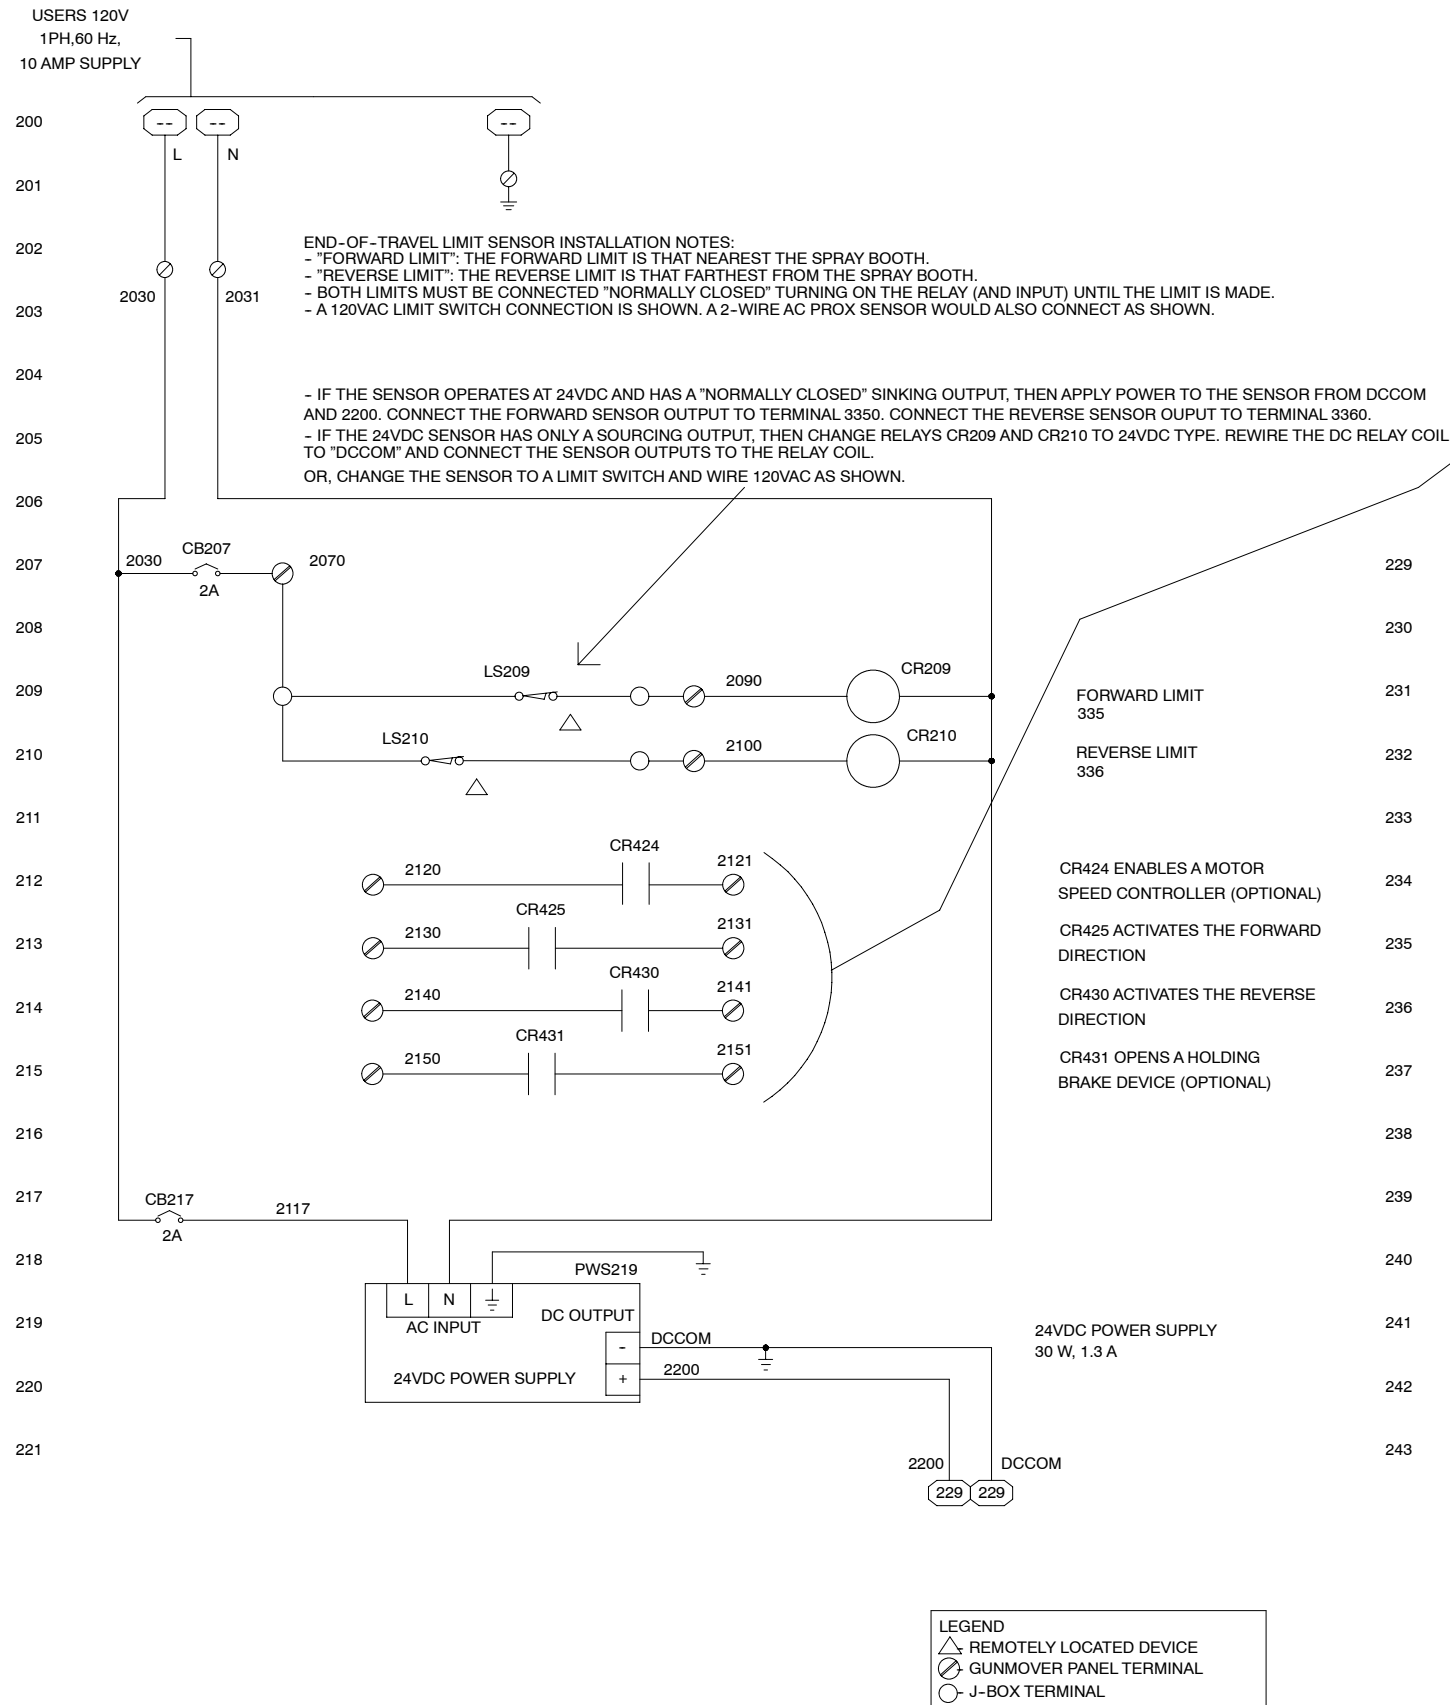 USERS 120V
1PH,60 Hz,
10 AMP SUPPLY
200
-- -- --
L N
201
202
END-OF-TRAVEL LIMIT SENSOR INSTALLATION NOTES:
- "FORWARD LIMIT": THE FORWARD LIMIT IS THAT NEAREST THE SPRAY BOOTH.
- "REVERSE LIMIT": THE REVERSE LIMIT IS THAT FARTHEST FROM THE SPRAY BOOTH.
- BOTH LIMITS MUST BE CONNECTED "NORMALLY CLOSED" TURNING ON THE RELAY (AND INPUT) UNTIL THE LIMIT IS MADE.
- A 120VAC LIMIT SWITCH CONNECTION IS SHOWN. A 2-WIRE AC PROX SENSOR WOULD ALSO CONNECT AS SHOWN.
2030 2031
203
204
- IF THE SENSOR OPERATES AT 24VDC AND HAS A "NORMALLY CLOSED" SINKING OUTPUT, THEN APPLY POWER TO THE SENSOR FROM DCCOM
AND 2200. CONNECT THE FORWARD SENSOR OUTPUT TO TERMINAL 3350. CONNECT THE REVERSE SENSOR OUPUT TO TERMINAL 3360.
205
- IF THE 24VDC SENSOR HAS ONLY A SOURCING OUTPUT, THEN CHANGE RELAYS CR209 AND CR210 TO 24VDC TYPE. REWIRE THE DC RELAY COIL
TO "DCCOM" AND CONNECT THE SENSOR OUTPUTS TO THE RELAY COIL.
OR, CHANGE THE SENSOR TO A LIMIT SWITCH AND WIRE 120VAC AS SHOWN.
206
CB207
207 2030 2070 229
2A
208 230
LS209 CR209
209 2090 231
FORWARD LIMIT
335
LS210 CR210
210 2100 232
REVERSE LIMIT
336
211 233
CR424
2120 2121
212 234
CR424 ENABLES A MOTOR
SPEED CONTROLLER (OPTIONAL)
CR425
2130 2131
213 235
CR425 ACTIVATES THE FORWARD
DIRECTION
CR430
2140 2141
214 236
CR430 ACTIVATES THE REVERSE
DIRECTION
CR431
2150 2151
215 237
CR431 OPENS A HOLDING
BRAKE DEVICE (OPTIONAL)
216 238
217 239
CB217
2117
2A
218 240
PWS219
L N
AC INPUT
DC OUTPUT
219 241
- DCCOM
24VDC POWER SUPPLY
30 W, 1.3 A
24VDC POWER SUPPLY
+ 2200
220 242
221 243
2200 DCCOM
229 229
LEGEND
- REMOTELY LOCATED DEVICE
- GUNMOVER PANEL TERMINAL
- J-BOX TERMINAL